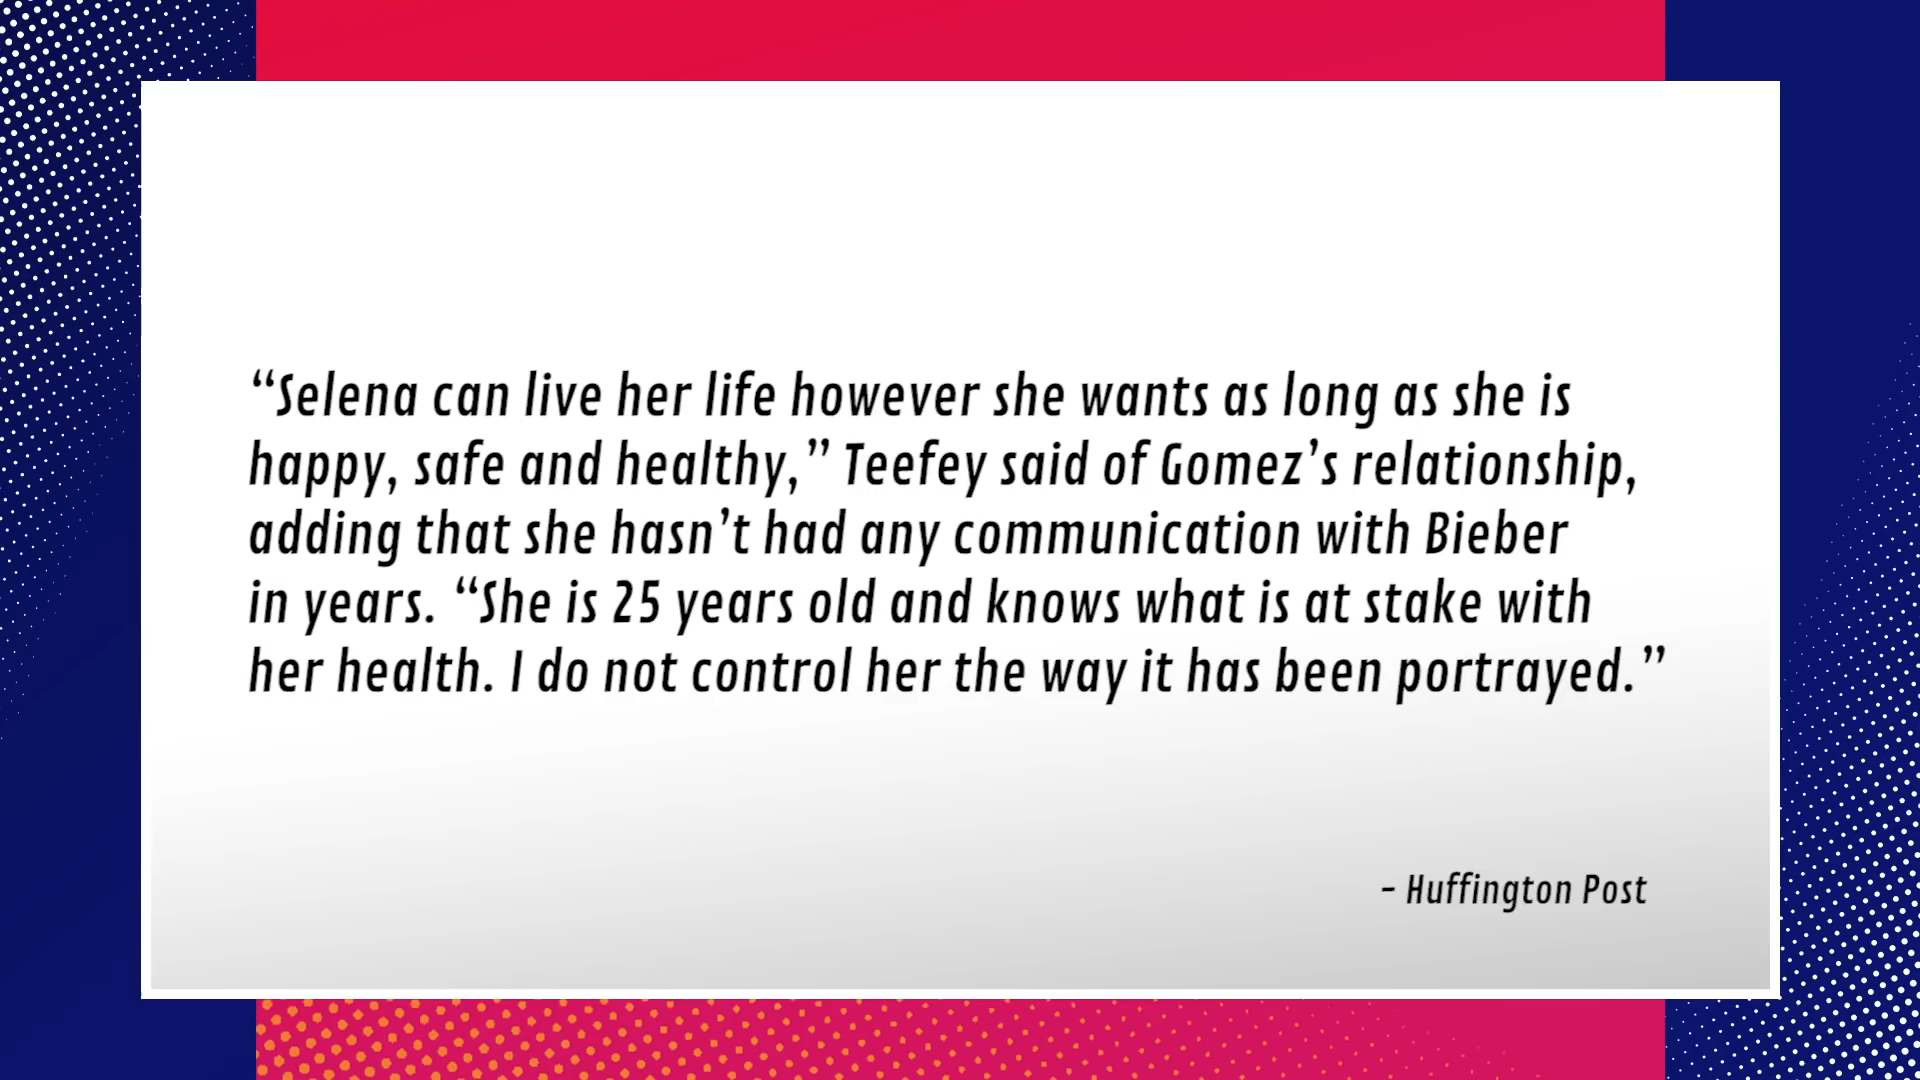 “Selena can live her life however she wants as long as she is
happy, safe and healthy,” Teefey said of Gomez’s relationship,
adding that she hasn’t had any communication with Bieber
in years. “She is 25 years old and knows what is at stake with
her health. I do not control her the way it has been portrayed.”
– Huffington Post